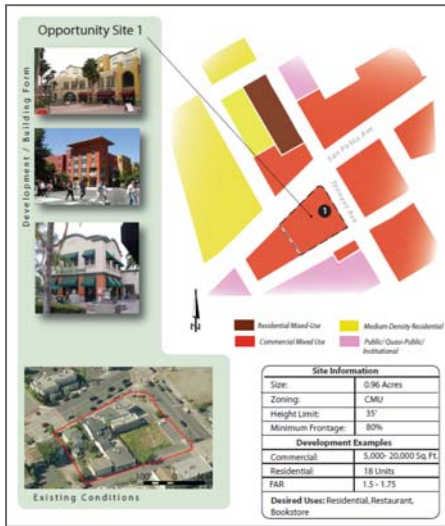 Opportunity Site 1
Development / Building Form
San Pablo Ave
1
N
Residential Mixed-Use
Commercial Mixed Use
Medium-Density Residential
Public/ Quasi-Public/
Institutional
Site Information
Size: 0.96 Acres
Zoning: CMU
Height Limit: 35'
Minimum Frontage: 80%
Development Examples
Commercial: 5,000- 20,000 Sq. Ft.
Residential: 18 Units
FAR 1.5 - 1.75
Desired Uses: Residential, Restaurant,
Bookstore
Existing Conditions